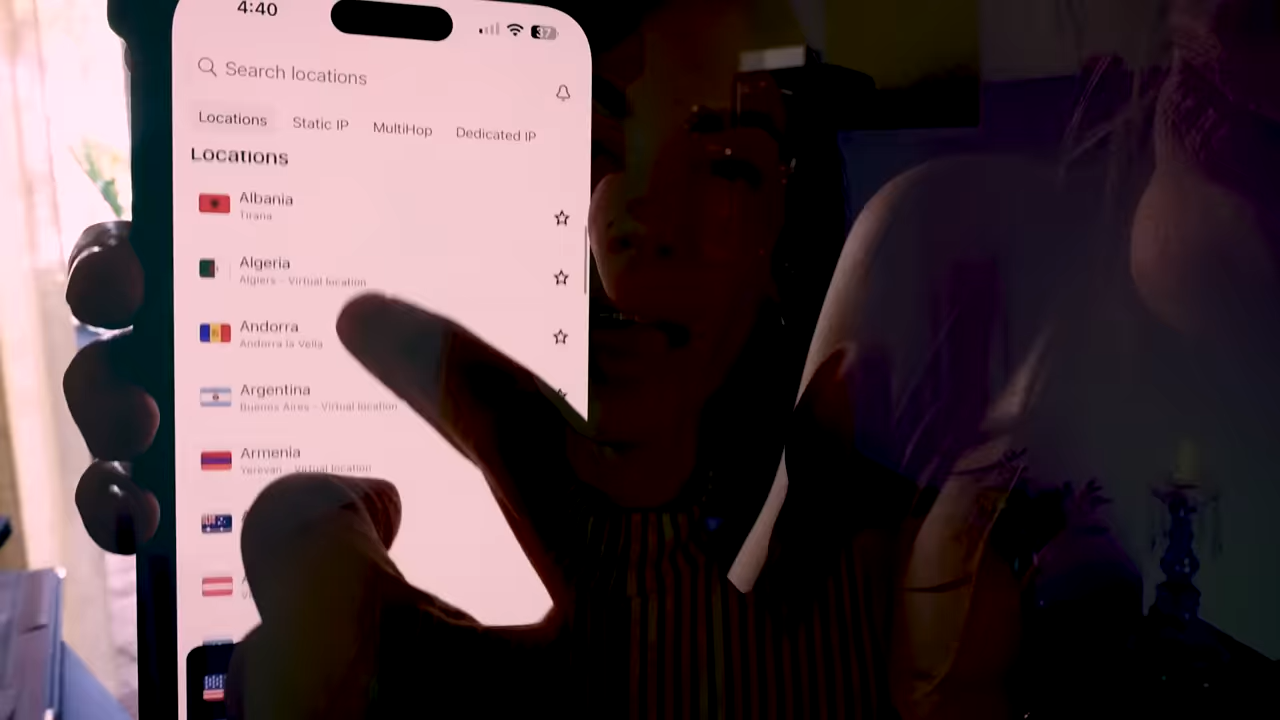 4:40
37
Search locations
Locations Static IP MultiHop Dedicated IP
Locations
Albania
Tirana
Algeria
Algiers - Virtual location
Andorra
Andorra la Vella
Argentina
Buenos Aires - Virtual location
Armenia
Yerevan - Virtual location